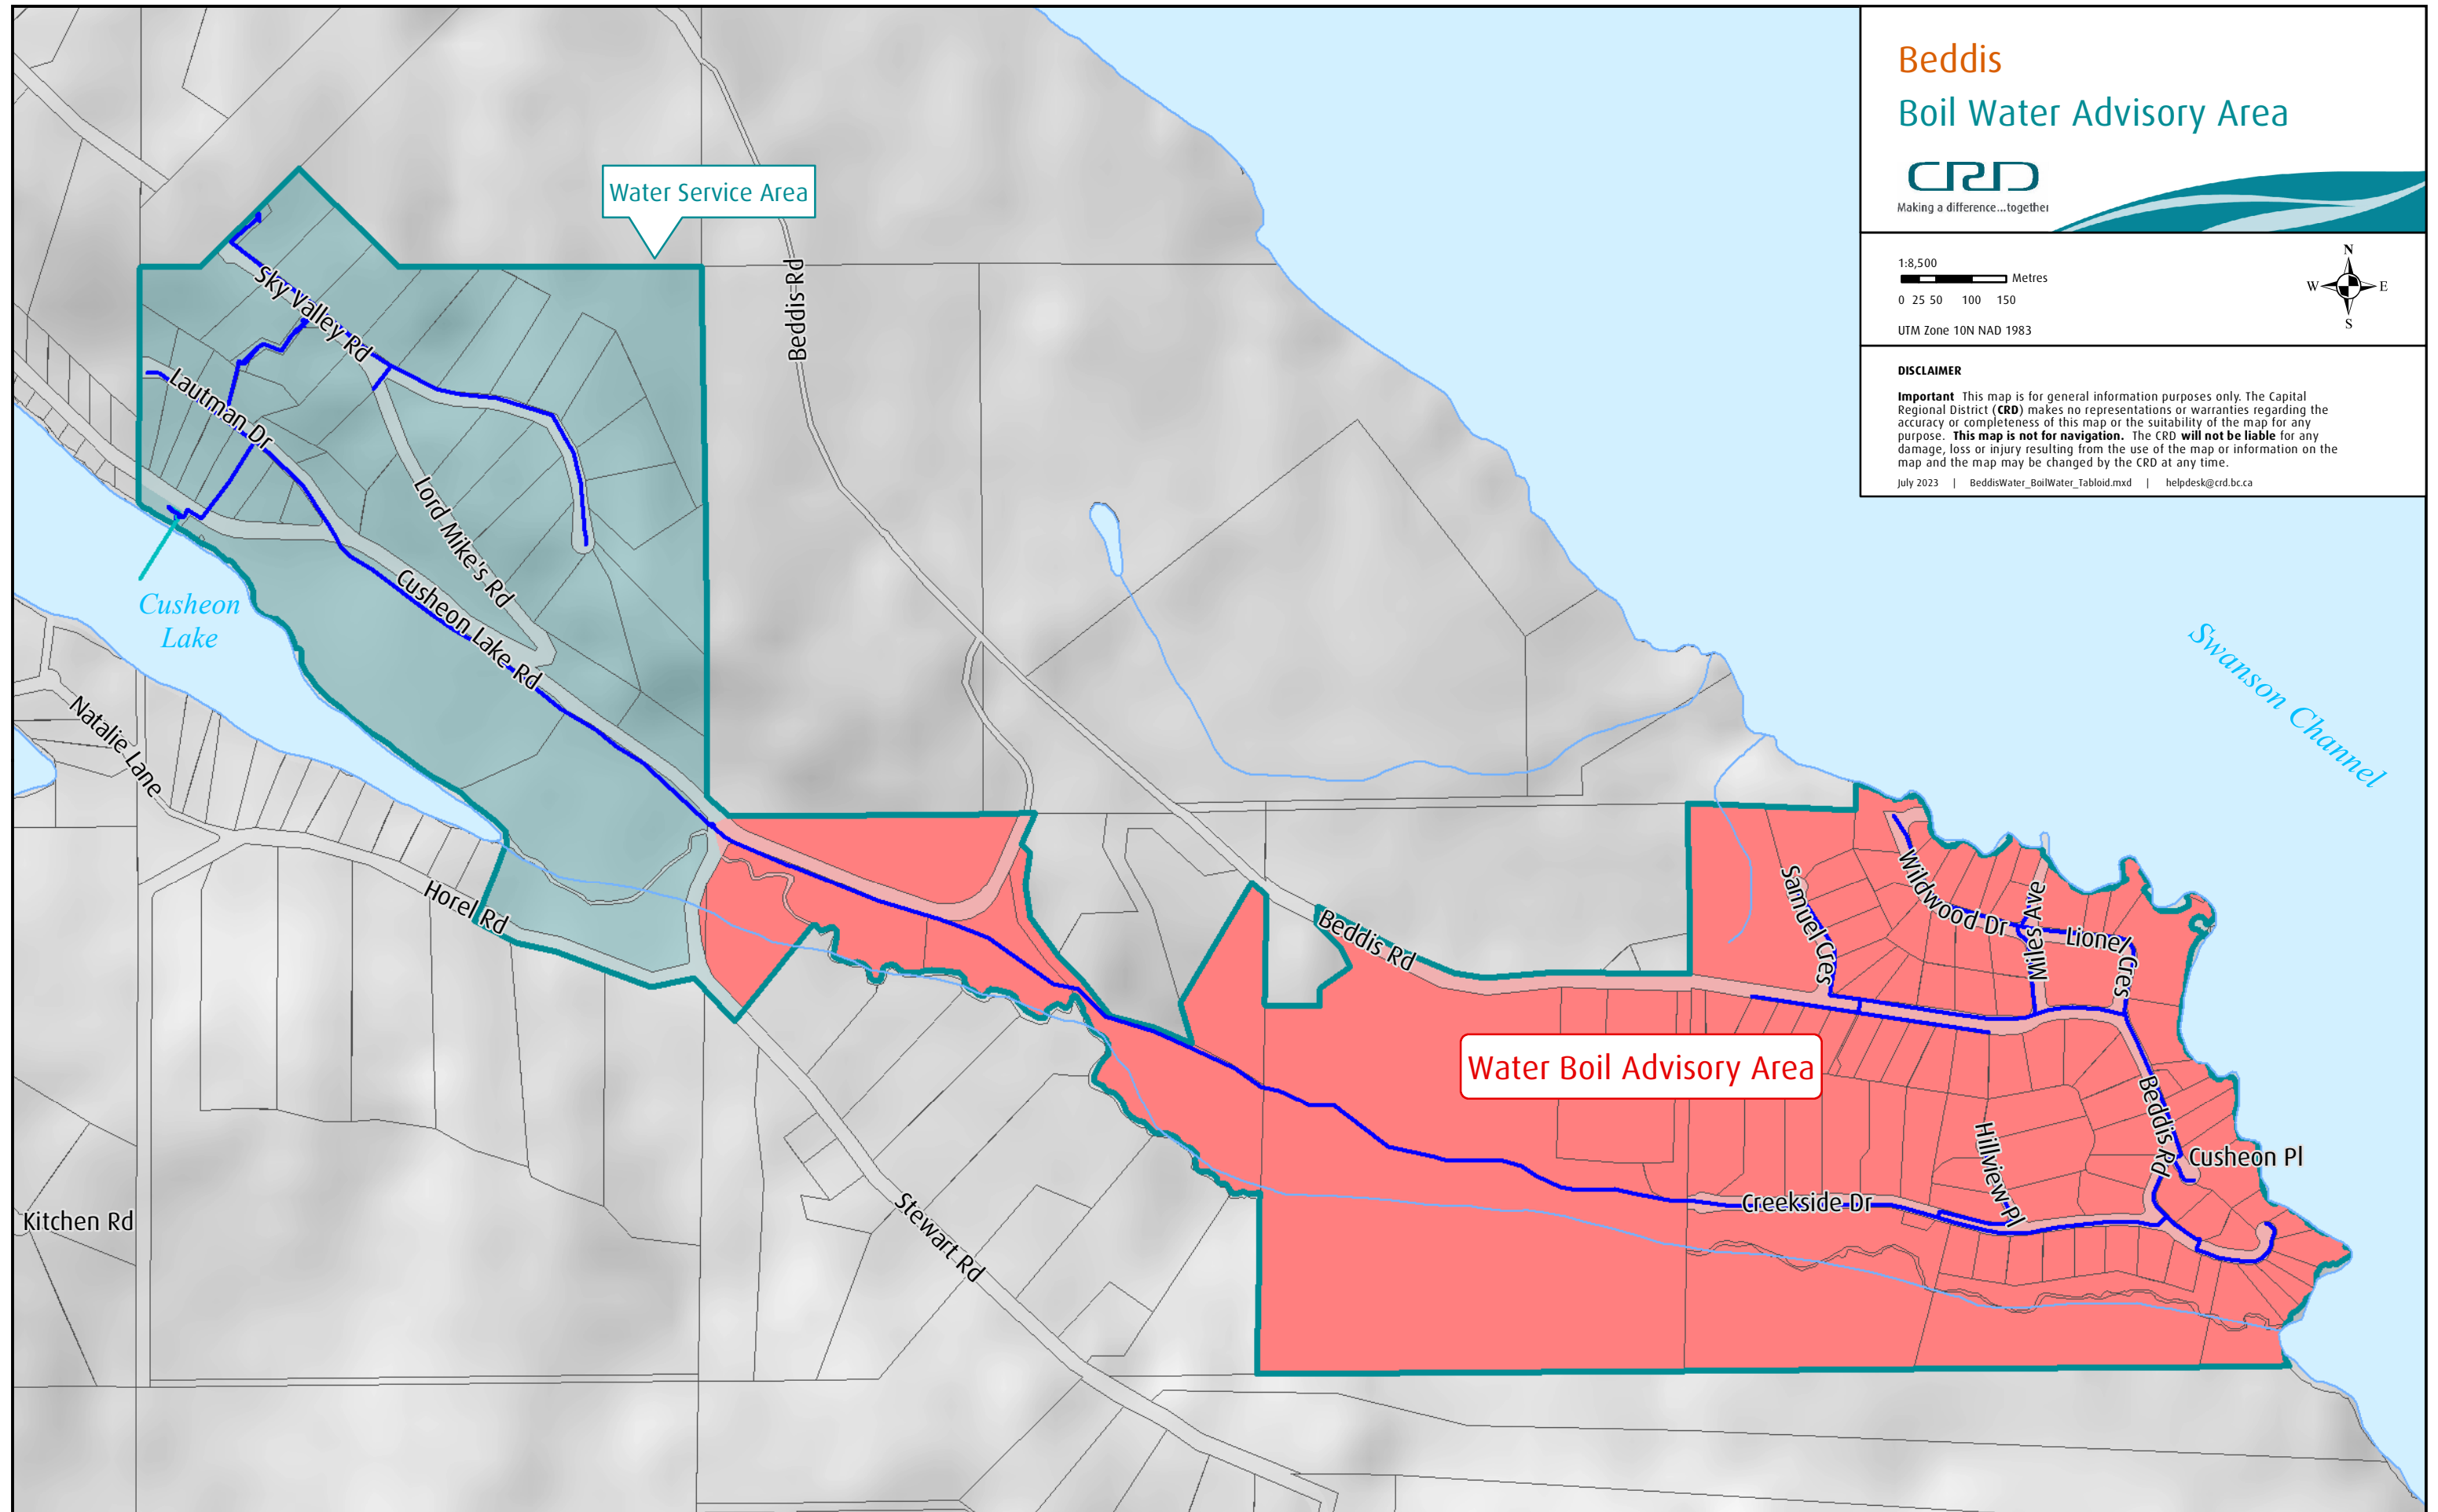 Beddis
Boil Water Advisory Area
CRD
Making a difference...together
1:8,500
Metres
0 25 50 100 150
UTM Zone 10N NAD 1983
N
W E
S
DISCLAIMER
Important This map is for general information purposes only. The Capital
Regional District (CRD) makes no representations or warranties regarding the
accuracy or completeness of this map or the suitability of the map for any
purpose. This map is not for navigation. The CRD will not be liable for any
damage, loss or injury resulting from the use of the map or information on the
map and the map may be changed by the CRD at any time.
July 2023 | BeddisWater_BoilWater_Tabloid.mxd | helpdesk@crd.bc.ca
Water Service Area
Beddis Rd
Sky Valley Rd
Lautman Dr
Lord Mike's Rd
Cusheon Lake Rd
Cusheon
Lake
Natalie Lane
Horel Rd
Kitchen Rd
Stewart Rd
Swanson Channel
Beddis Rd
Samuel Cres
Wildwood Dr
Miles Ave
Lionel Cres
Water Boil Advisory Area
Beddis Rd
Cusheon Pl
Hillview Pl
Creekside Dr